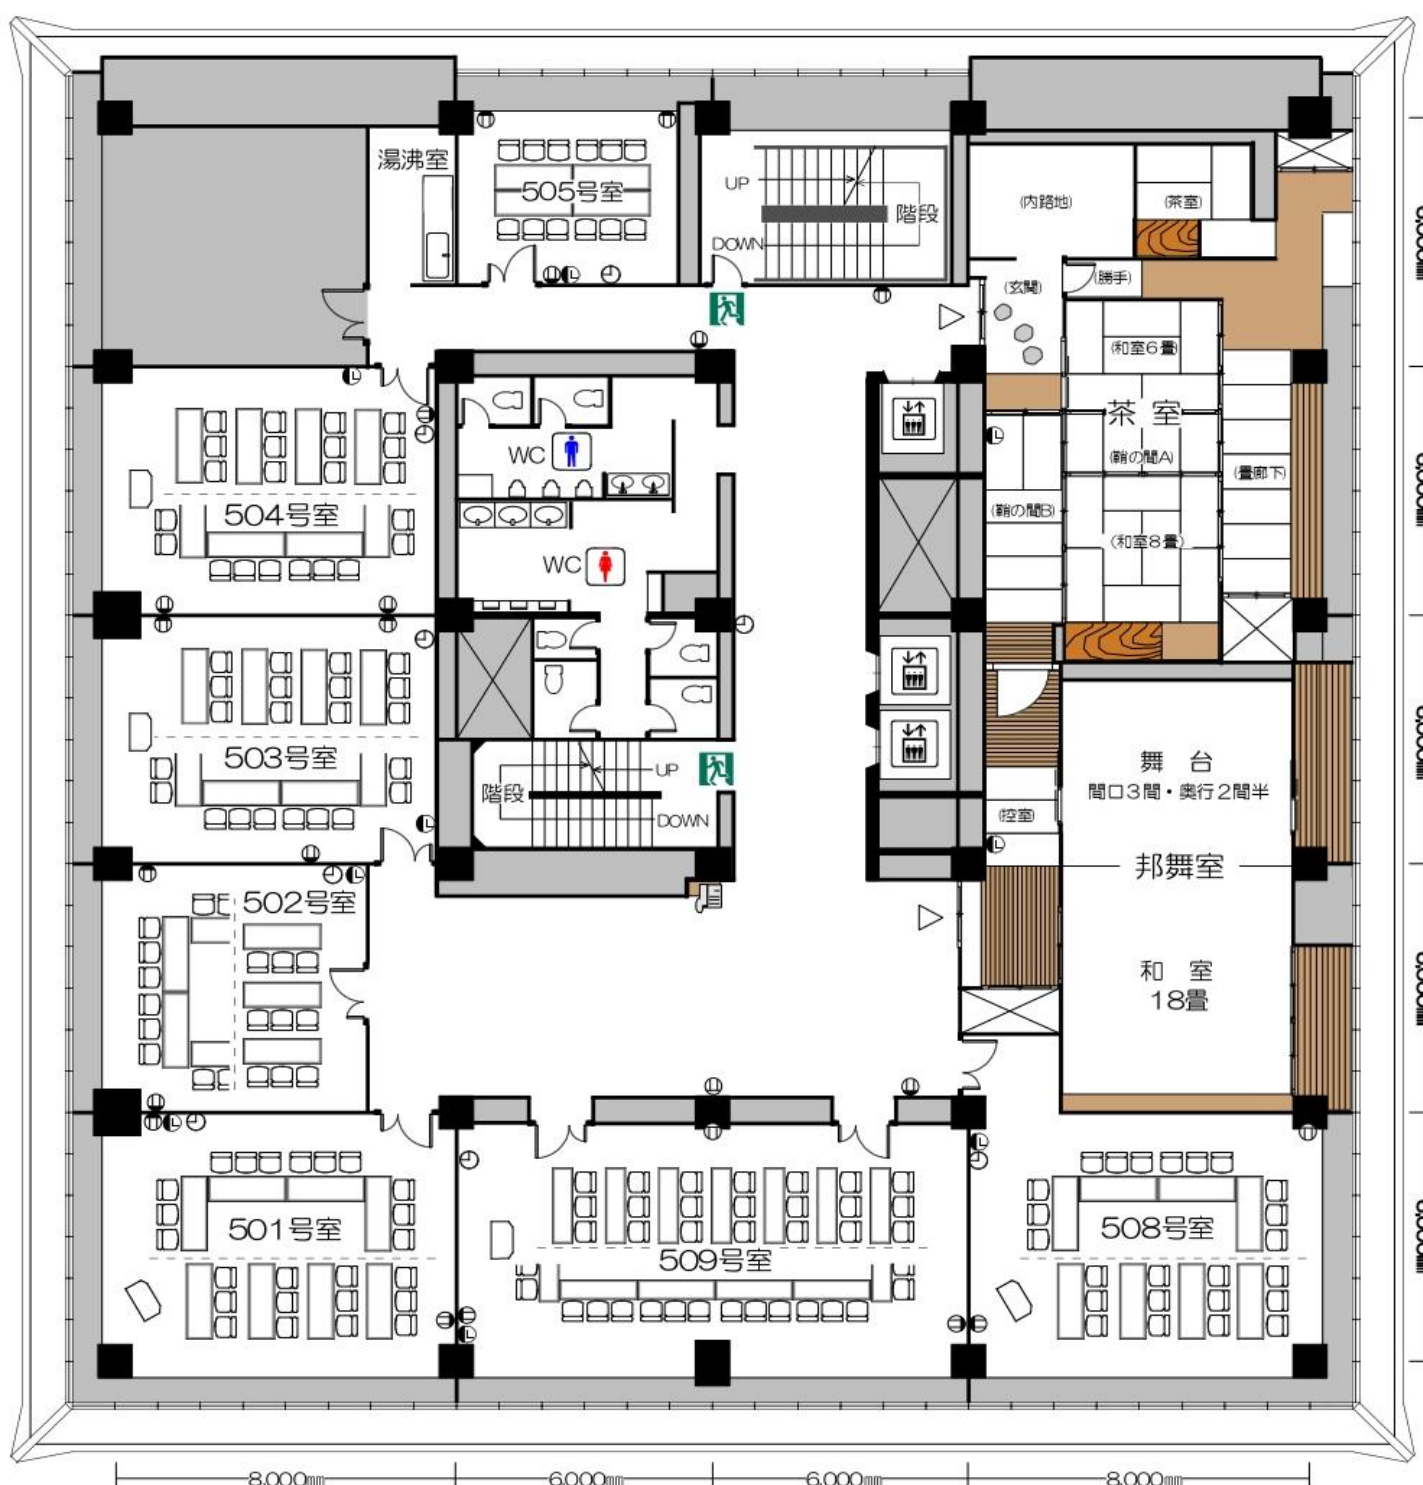 湯沸室
505号室
UP
階段
DOWN
(内路地)
(茶室)
(玄関)
(勝手)
(和室6畳)
茶 室
(鞘の間A)
(畳廊下)
(鞘の間B)
(和室8畳)
WC
504号室
WC
503号室
階段
UP
DOWN
舞 台
間口3間・奥行2間半
(控室)
邦舞室
502号室
和 室
18畳
501号室
509号室
508号室
8,000㎜
6,000㎜
6,000㎜
8,000㎜